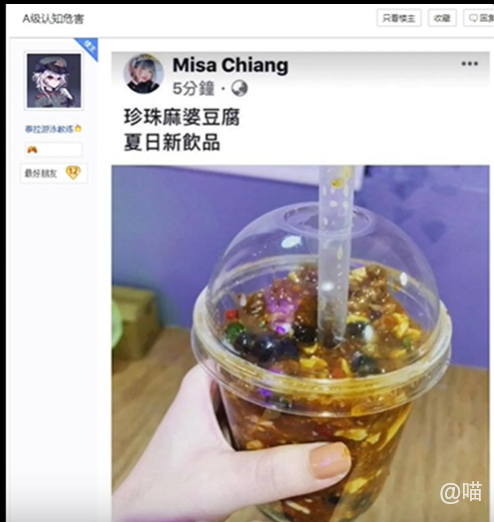 A级认知危害
只看楼主
收藏
回复
楼主
泰拉游泳教练
最好朋友
12
Misa Chiang
5分鐘
珍珠麻婆豆腐
夏日新飲品
@喵